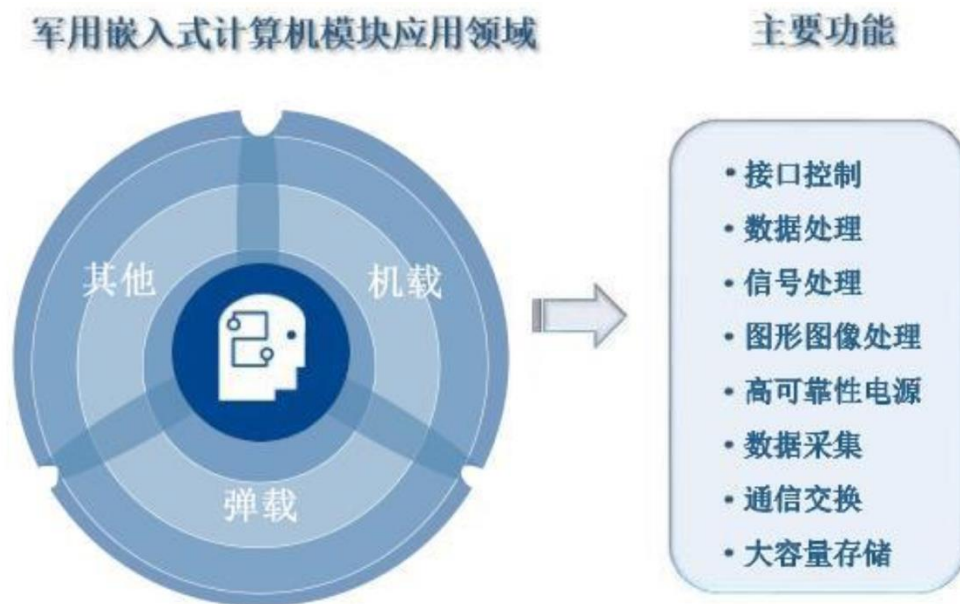 军用嵌入式计算机模块应用领域
主要功能
其他
机载
弹载
• 接口控制
• 数据处理
• 信号处理
• 图形图像处理
• 高可靠性电源
• 数据采集
• 通信交换
• 大容量存储